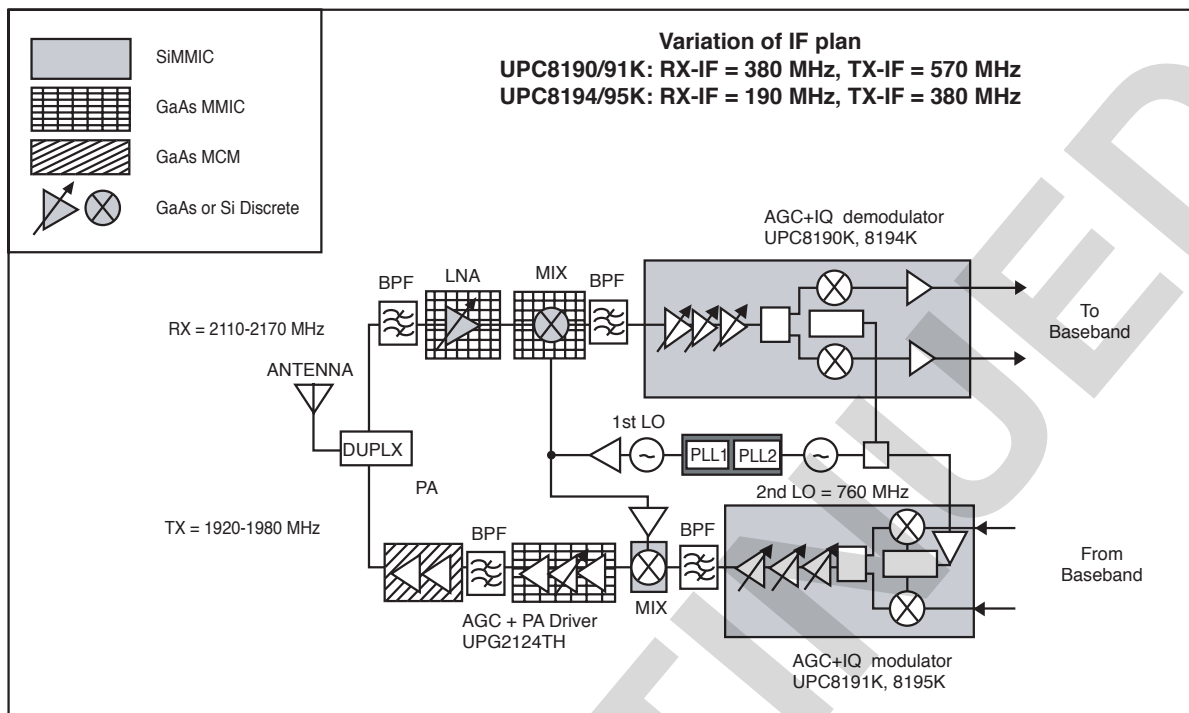 SiMMIC
GaAs MMIC
GaAs MCM
GaAs or Si Discrete
Variation of IF plan
UPC8190/91K: RX-IF = 380 MHz, TX-IF = 570 MHz
UPC8194/95K: RX-IF = 190 MHz, TX-IF = 380 MHz
AGC+IQ demodulator
UPC8190K, 8194K
BPF
LNA
MIX
BPF
RX = 2110-2170 MHz
To
Baseband
ANTENNA
1st LO
DUPLX
PLL1
PLL2
PA
2nd LO = 760 MHz
TX = 1920-1980 MHz
BPF
BPF
From
Baseband
MIX
AGC + PA Driver
UPG2124TH
AGC+IQ modulator
UPC8191K, 8195K
TINUED